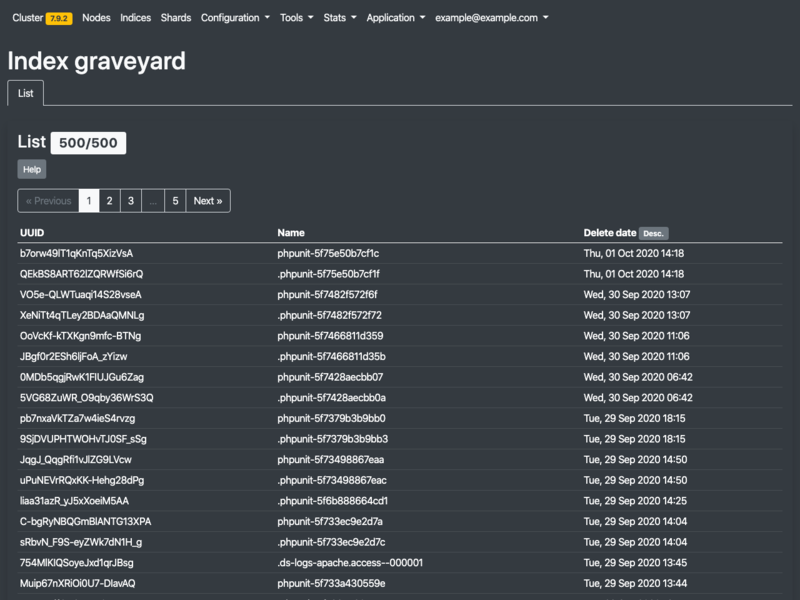 Cluster 7.9.2 Nodes Indices Shards Configuration Tools Stats Application example@example.com
Index graveyard
List
List 500/500
Help
« Previous 1 2 3 ... 5 Next »
UUID Name Delete date Desc.
b7orw49lT1qKnTq5XizVsA phpunit-5f75e50b7cf1c Thu, 01 Oct 2020 14:18
QEkBS8ART62lZQRWfSi6rQ .phpunit-5f75e50b7cf1f Thu, 01 Oct 2020 14:18
VO5e-QLWTuaqi14S28vseA phpunit-5f7482f572f6f Wed, 30 Sep 2020 13:07
XeNiTt4qTLey2BDAaQMNLg .phpunit-5f7482f572f72 Wed, 30 Sep 2020 13:07
OoVcKf-kTXKgn9mfc-BTNg phpunit-5f7466811d359 Wed, 30 Sep 2020 11:06
JBgf0r2ESh6ljFoA_zYizw .phpunit-5f7466811d35b Wed, 30 Sep 2020 11:06
0MDb5qgjRwK1FIUJGu6Zag phpunit-5f7428aecbb07 Wed, 30 Sep 2020 06:42
5VG68ZuWR_O9qby36WrS3Q .phpunit-5f7428aecbb0a Wed, 30 Sep 2020 06:42
pb7nxaVkTZa7w4ieS4rvzg phpunit-5f7379b3b9bb0 Tue, 29 Sep 2020 18:15
9SjDVUPHTWOHvTJ0SF_sSg .phpunit-5f7379b3b9bb3 Tue, 29 Sep 2020 18:15
JqgJ_QqgRfi1vJlZG9LVcw phpunit-5f73498867eaa Tue, 29 Sep 2020 14:50
uPuNEVrRQxKK-Hehg28dPg .phpunit-5f73498867eac Tue, 29 Sep 2020 14:50
liaa31azR_yJ5xXoeiM5AA .phpunit-5f6b888664cd1 Tue, 29 Sep 2020 14:25
C-bgRyNBQGmBlANTG13XPA phpunit-5f733ec9e2d7a Tue, 29 Sep 2020 14:04
sRbvN_F9S-eyZWk7dN1H_g .phpunit-5f733ec9e2d7c Tue, 29 Sep 2020 14:04
754MlKIQSoyeJxd1qrJBsg .ds-logs-apache.access--000001 Tue, 29 Sep 2020 13:45
Muip67nXRiOi0U7-DlavAQ phpunit-5f733a430559e Tue, 29 Sep 2020 13:44